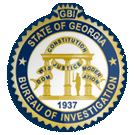 GBI
STATE OF GEORGIA
CONSTITUTION
JUSTICE
1937
BUREAU OF INVESTIGATION